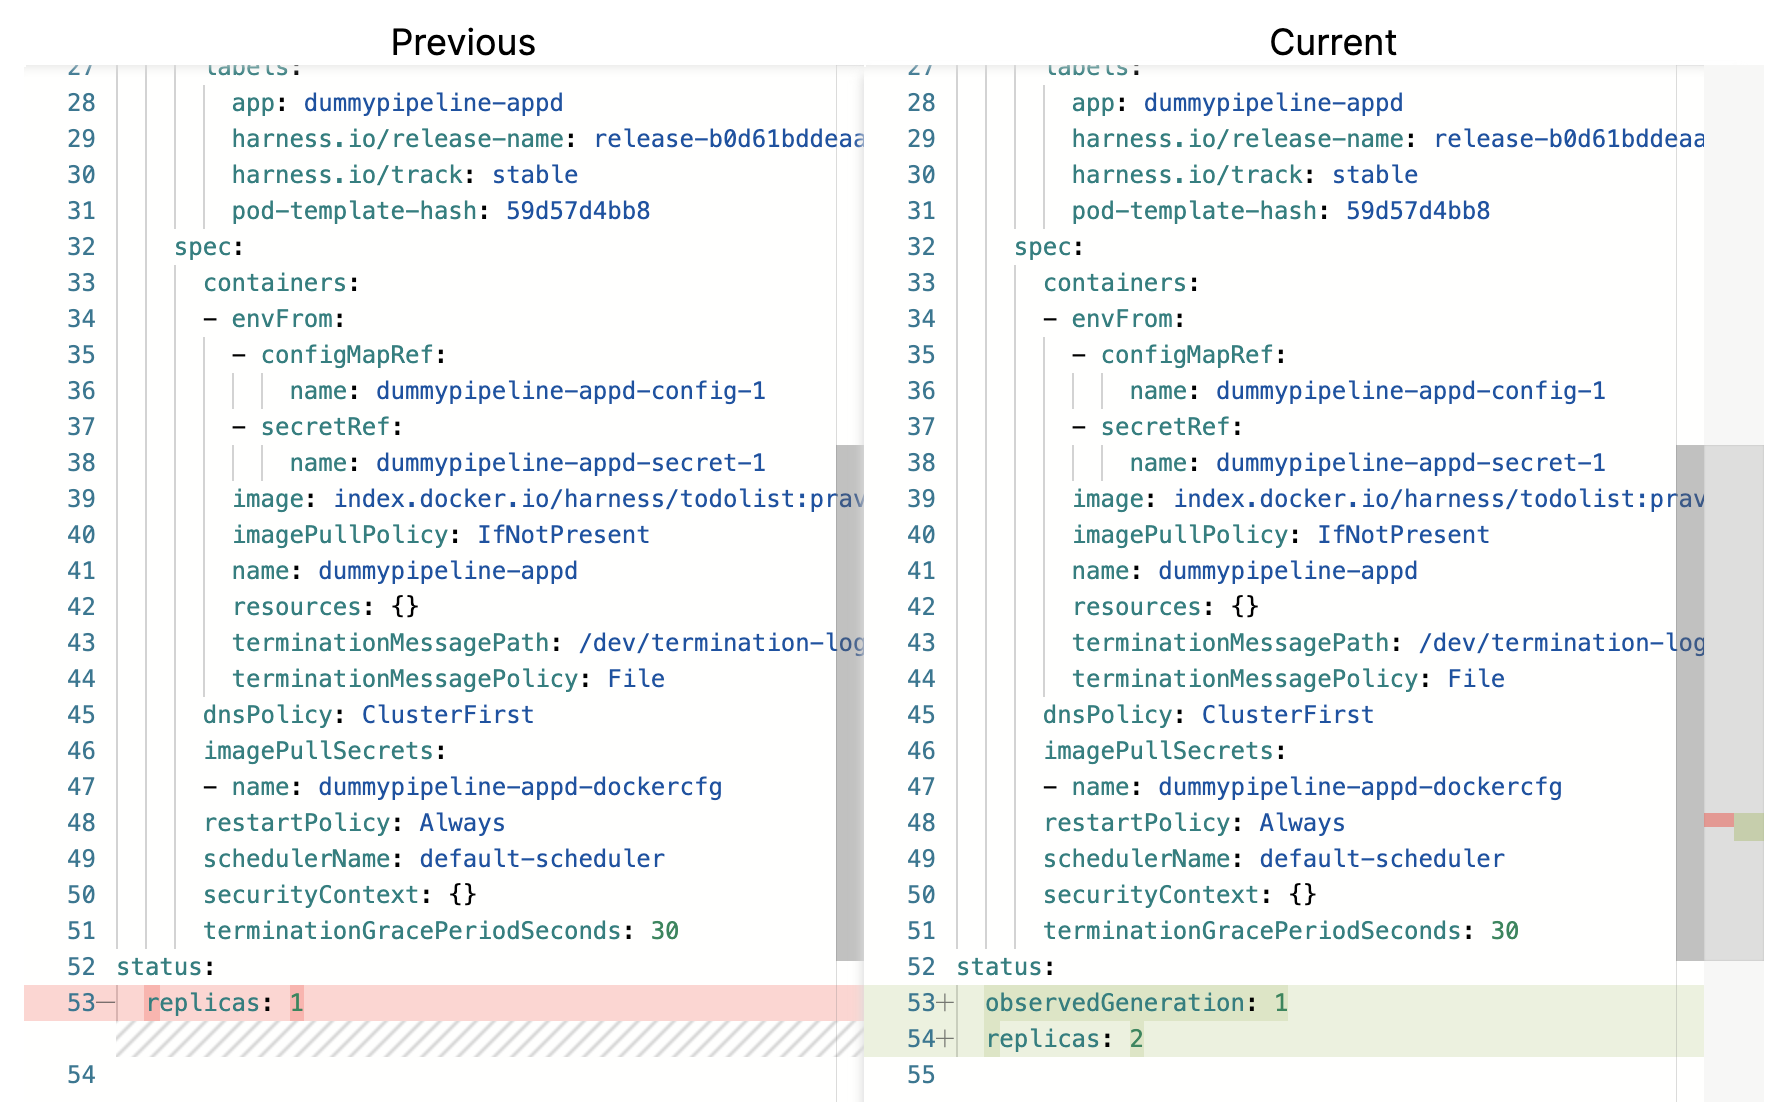 Previous
27 labels:
28 app: dummypipeline-appd
29 harness.io/release-name: release-b0d61bddeaa
30 harness.io/track: stable
31 pod-template-hash: 59d57d4bb8
32 spec:
33 containers:
34 - envFrom:
35 - configMapRef:
36 name: dummypipeline-appd-config-1
37 - secretRef:
38 name: dummypipeline-appd-secret-1
39 image: index.docker.io/harness/todolist:prav
40 imagePullPolicy: IfNotPresent
41 name: dummypipeline-appd
42 resources: {}
43 terminationMessagePath: /dev/termination-log
44 terminationMessagePolicy: File
45 dnsPolicy: ClusterFirst
46 imagePullSecrets:
47 - name: dummypipeline-appd-dockercfg
48 restartPolicy: Always
49 schedulerName: default-scheduler
50 securityContext: {}
51 terminationGracePeriodSeconds: 30
52 status:
53- replicas: 1
54
Current
27 labels:
28 app: dummypipeline-appd
29 harness.io/release-name: release-b0d61bddeaa
30 harness.io/track: stable
31 pod-template-hash: 59d57d4bb8
32 spec:
33 containers:
34 - envFrom:
35 - configMapRef:
36 name: dummypipeline-appd-config-1
37 - secretRef:
38 name: dummypipeline-appd-secret-1
39 image: index.docker.io/harness/todolist:prav
40 imagePullPolicy: IfNotPresent
41 name: dummypipeline-appd
42 resources: {}
43 terminationMessagePath: /dev/termination-log
44 terminationMessagePolicy: File
45 dnsPolicy: ClusterFirst
46 imagePullSecrets:
47 - name: dummypipeline-appd-dockercfg
48 restartPolicy: Always
49 schedulerName: default-scheduler
50 securityContext: {}
51 terminationGracePeriodSeconds: 30
52 status:
53+ observedGeneration: 1
54+ replicas: 2
55